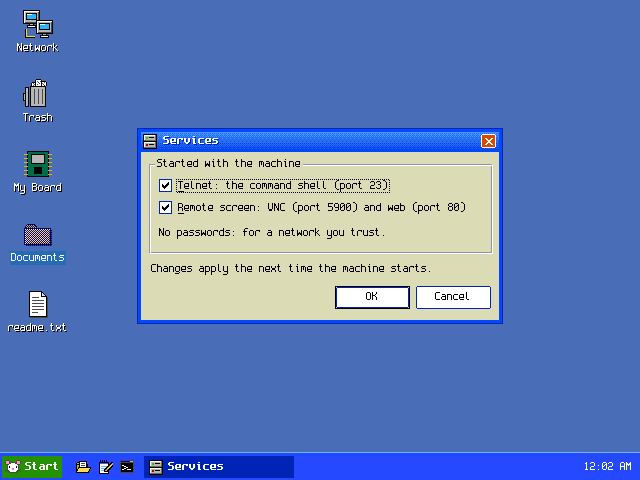 Network
Trash
My Board
Documents
readme.txt
Services
Started with the machine
Telnet: the command shell (port 23)
Remote screen: VNC (port 5900) and web (port 80)
No passwords: for a network you trust.
Changes apply the next time the machine starts.
OK
Cancel
Start
Services
12:02 AM